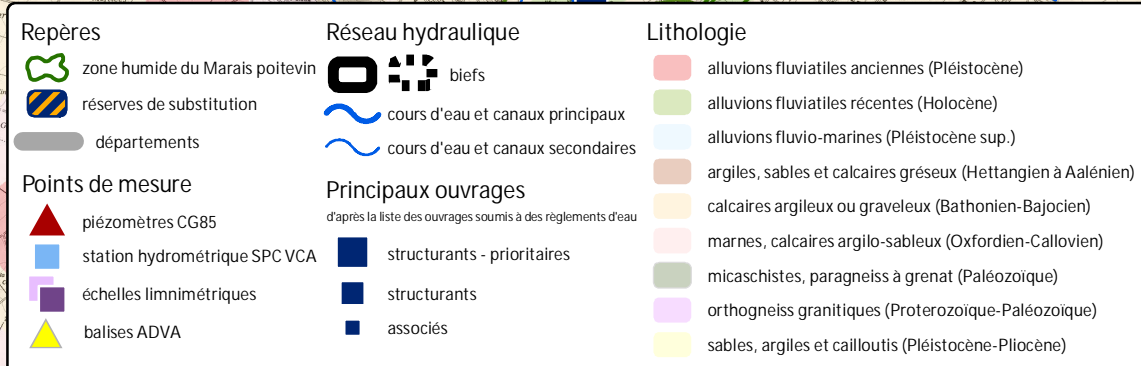 Repères
zone humide du Marais poitevin
réserves de substitution
départements
Points de mesure
piézomètres CG85
station hydrométrique SPC VCA
échelles limnimétriques
balises ADVA
Réseau hydraulique
biefs
cours d'eau et canaux principaux
cours d'eau et canaux secondaires
Principaux ouvrages
d'après la liste des ouvrages soumis à des règlements d'eau
structurants - prioritaires
structurants
associés
Lithologie
alluvions fluviatiles anciennes (Pléistocène)
alluvions fluviatiles récentes (Holocène)
alluvions fluvio-marines (Pléistocène sup.)
argiles, sables et calcaires gréseux (Hettangien à Aalénien)
calcaires argileux ou graveleux (Bathonien-Bajocien)
marnes, calcaires argilo-sableux (Oxfordien-Callovien)
micaschistes, paragneiss à grenat (Paléozoïque)
orthogneiss granitiques (Proterozoïque-Paléozoïque)
sables, argiles et cailloutis (Pléistocène-Pliocène)